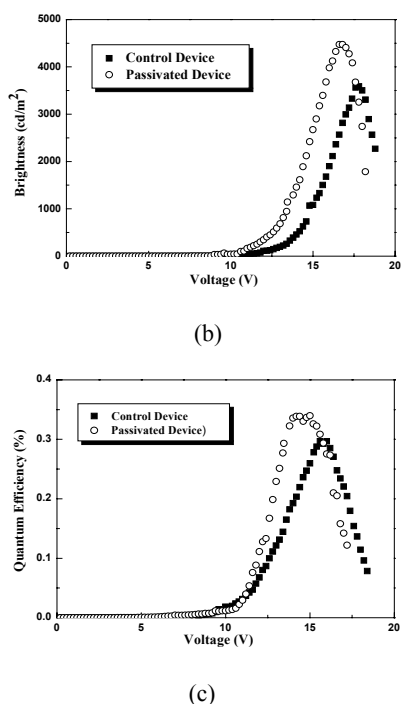 5000
4000
3000
2000
1000
0
Brightness (cd/m²)
Control Device
Passivated Device
0 5 10 15 20
Voltage (V)
(b)
0.4
0.3
0.2
0.1
0.0
Quantum Efficiency (%)
Control Device
Passivated Device)
0 5 10 15 20
Voltage (V)
(c)